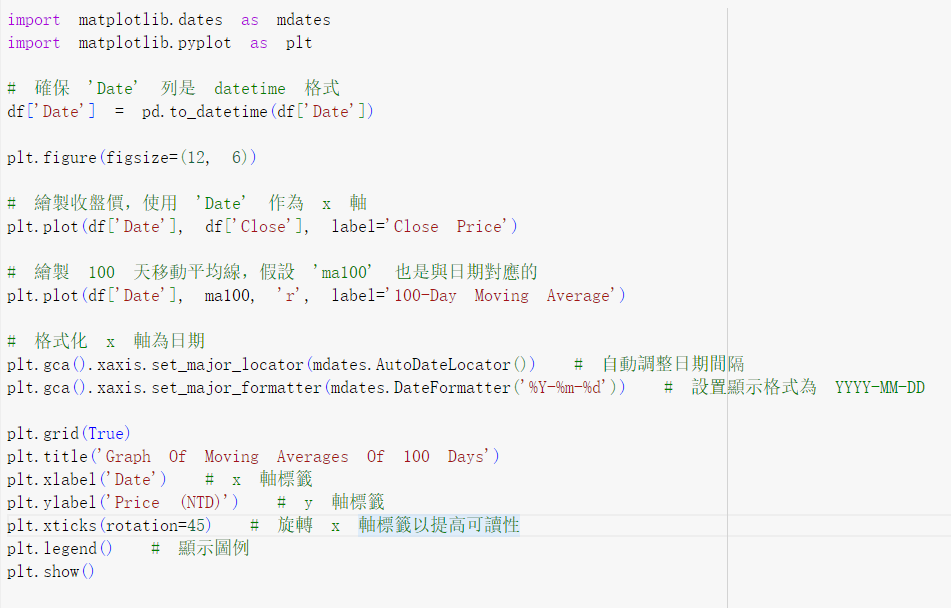 import matplotlib.dates as mdates
import matplotlib.pyplot as plt
# 確保 'Date' 列是 datetime 格式
df['Date'] = pd.to_datetime(df['Date'])
plt.figure(figsize=(12, 6))
# 繪製收盤價，使用 'Date' 作為 x 軸
plt.plot(df['Date'], df['Close'], label='Close Price')
# 繪製 100 天移動平均線，假設 'ma100' 也是與日期對應的
plt.plot(df['Date'], ma100, 'r', label='100-Day Moving Average')
# 格式化 x 軸為日期
plt.gca().xaxis.set_major_locator(mdates.AutoDateLocator()) # 自動調整日期間隔
plt.gca().xaxis.set_major_formatter(mdates.DateFormatter('%Y-%m-%d')) # 設置顯示格式為 YYYY-MM-DD
plt.grid(True)
plt.title('Graph Of Moving Averages Of 100 Days')
plt.xlabel('Date') # x 軸標籤
plt.ylabel('Price (NTD)') # y 軸標籤
plt.xticks(rotation=45) # 旋轉 x 軸標籤以提高可讀性
plt.legend() # 顯示圖例
plt.show()